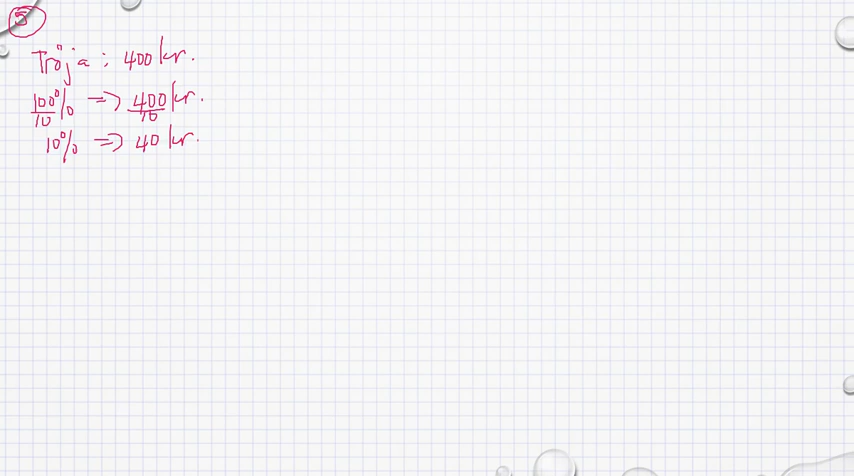 5
Tröja : 400 kr.
100%/10 => 400/10 kr.
10% => 40 kr.